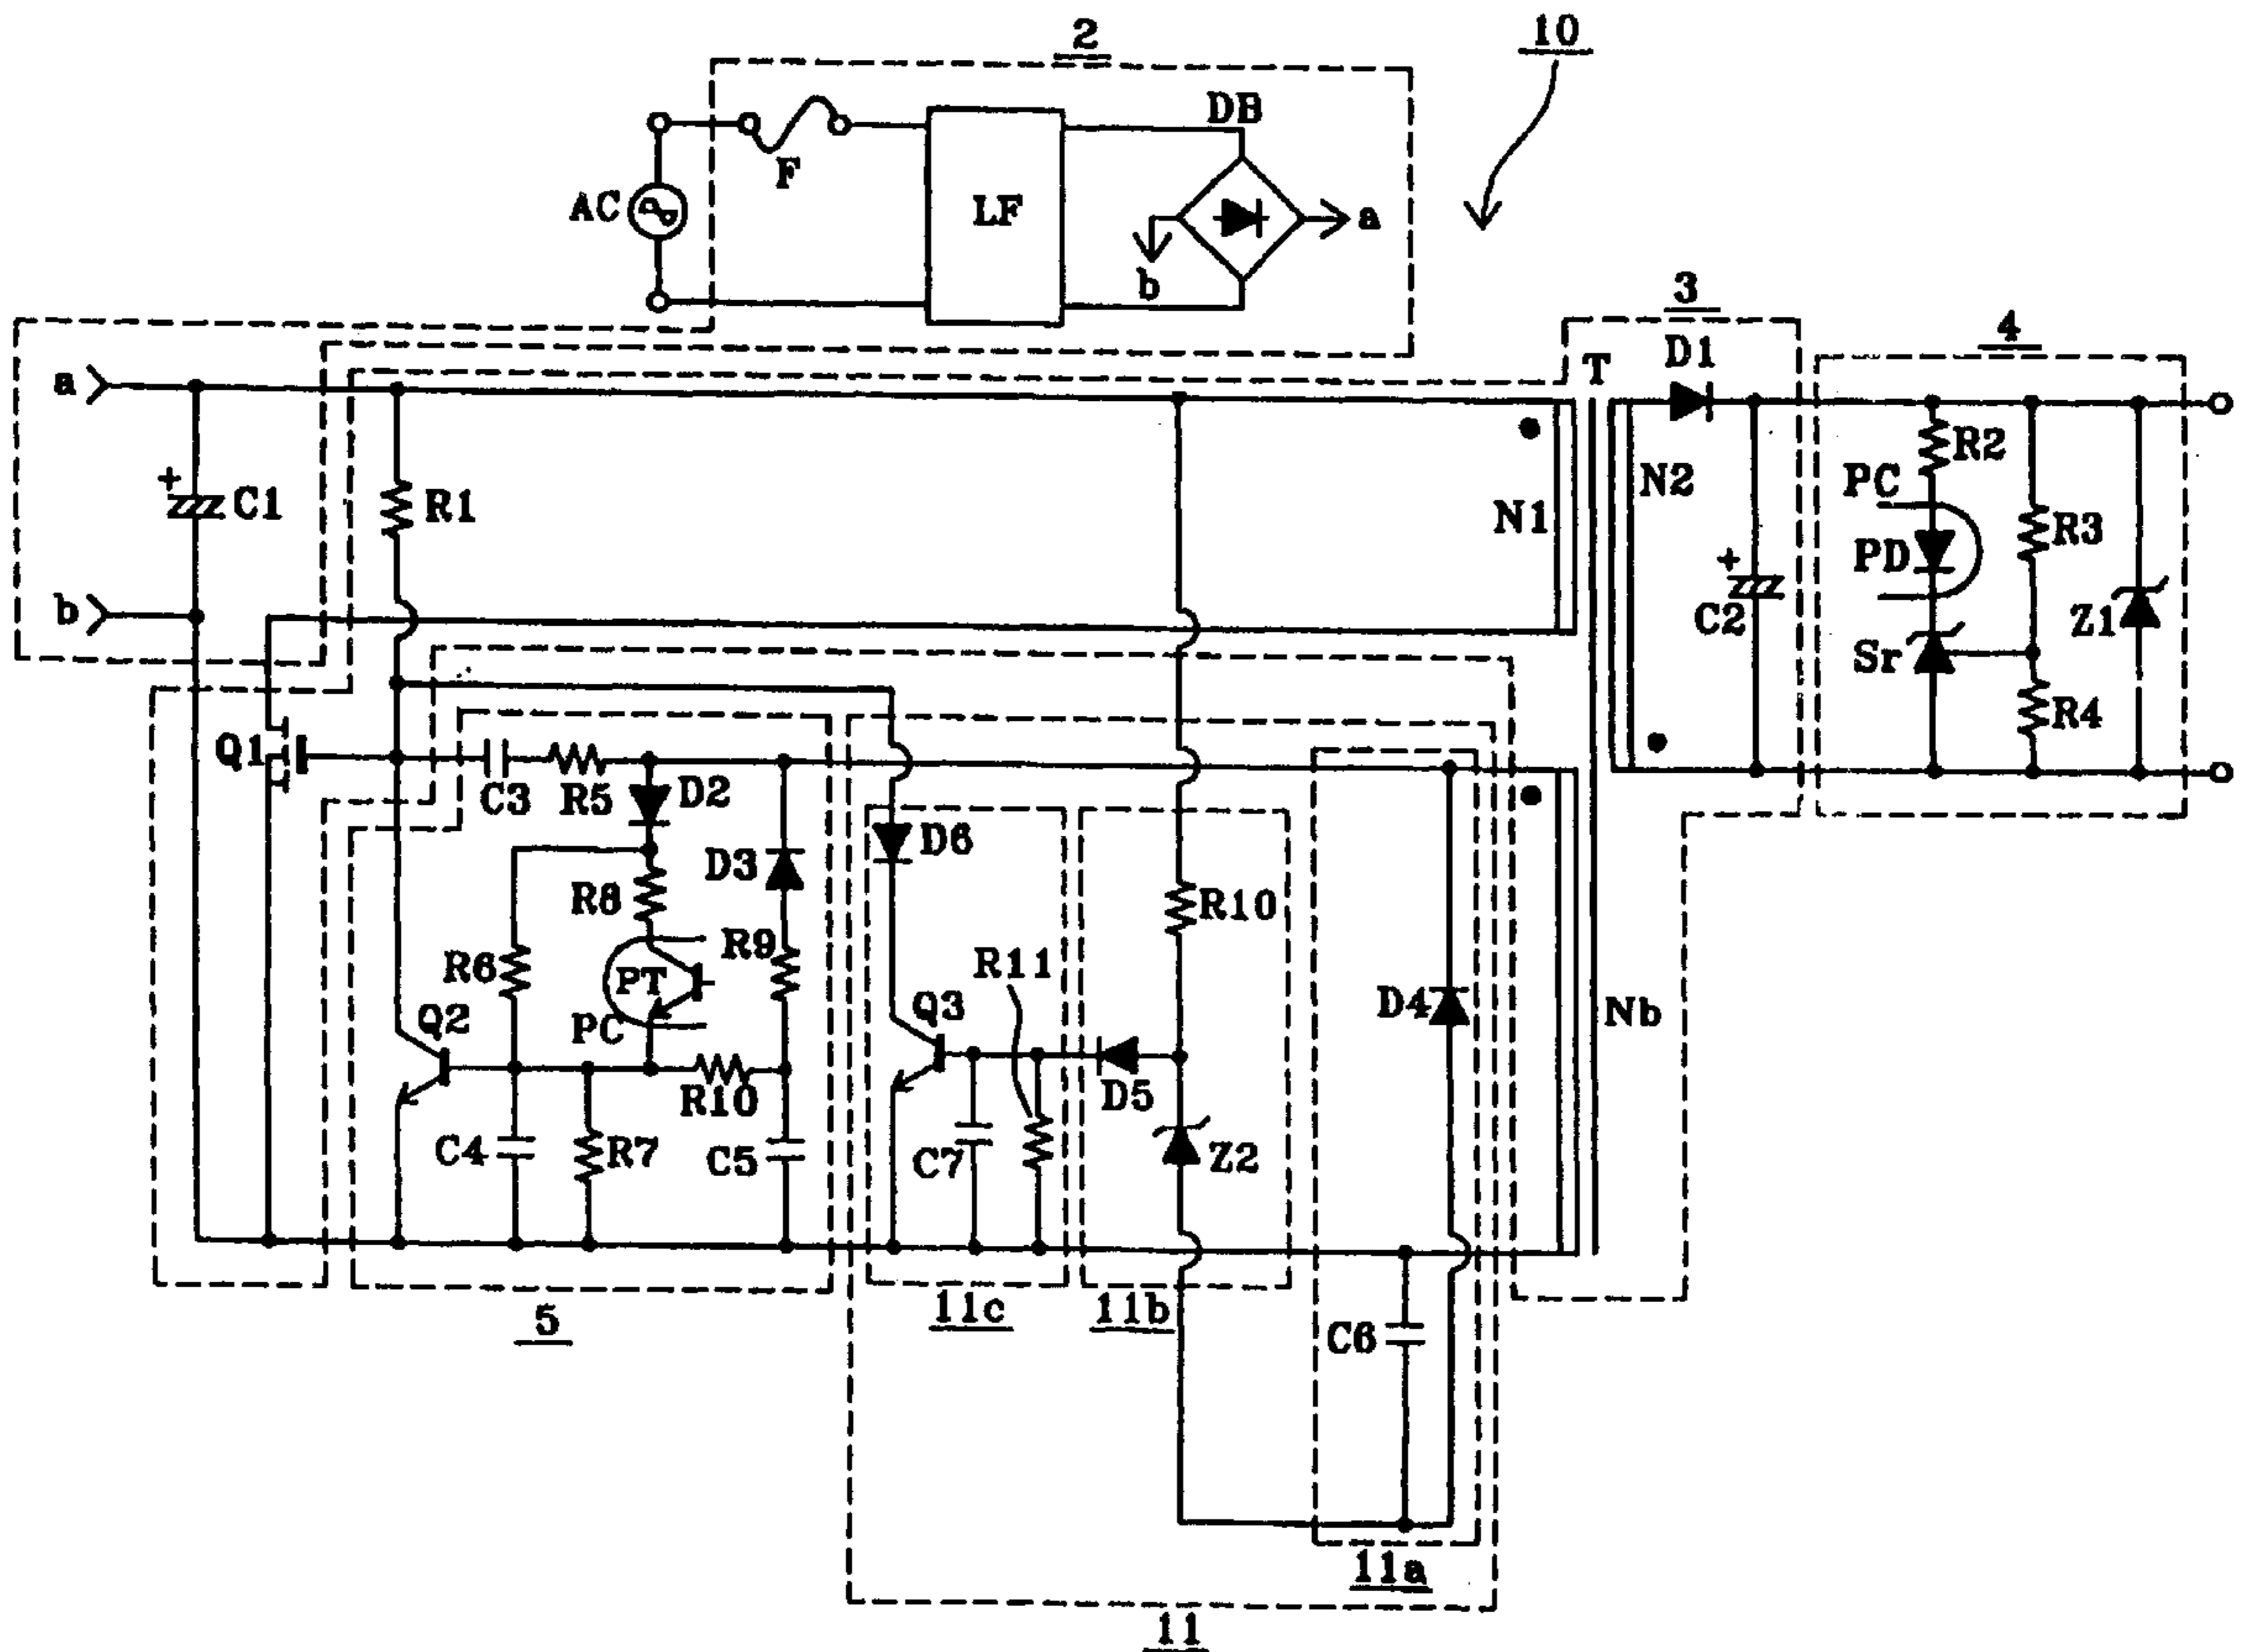 2
10
DB
F
AC
LF
a
b
3
4
a
T
D1
R2
N2
PC
C1
R1
N1
R3
PD
b
C2
Z1
Sr
R4
Q1
C3
R5
D2
D6
D3
R8
R10
R9
R6
R11
PT
D4
Nb
Q2
PC
Q3
R10
D5
C4
R7
C5
C7
Z2
11c
11b
5
C6
11a
11